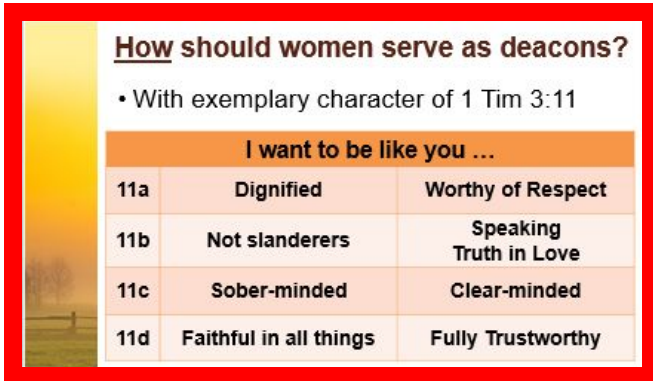 How should women serve as deacons?
• With exemplary character of 1 Tim 3:11
I want to be like you ...
11a Dignified Worthy of Respect
11b Not slanderers Speaking
Truth in Love
11c Sober-minded Clear-minded
11d Faithful in all things Fully Trustworthy